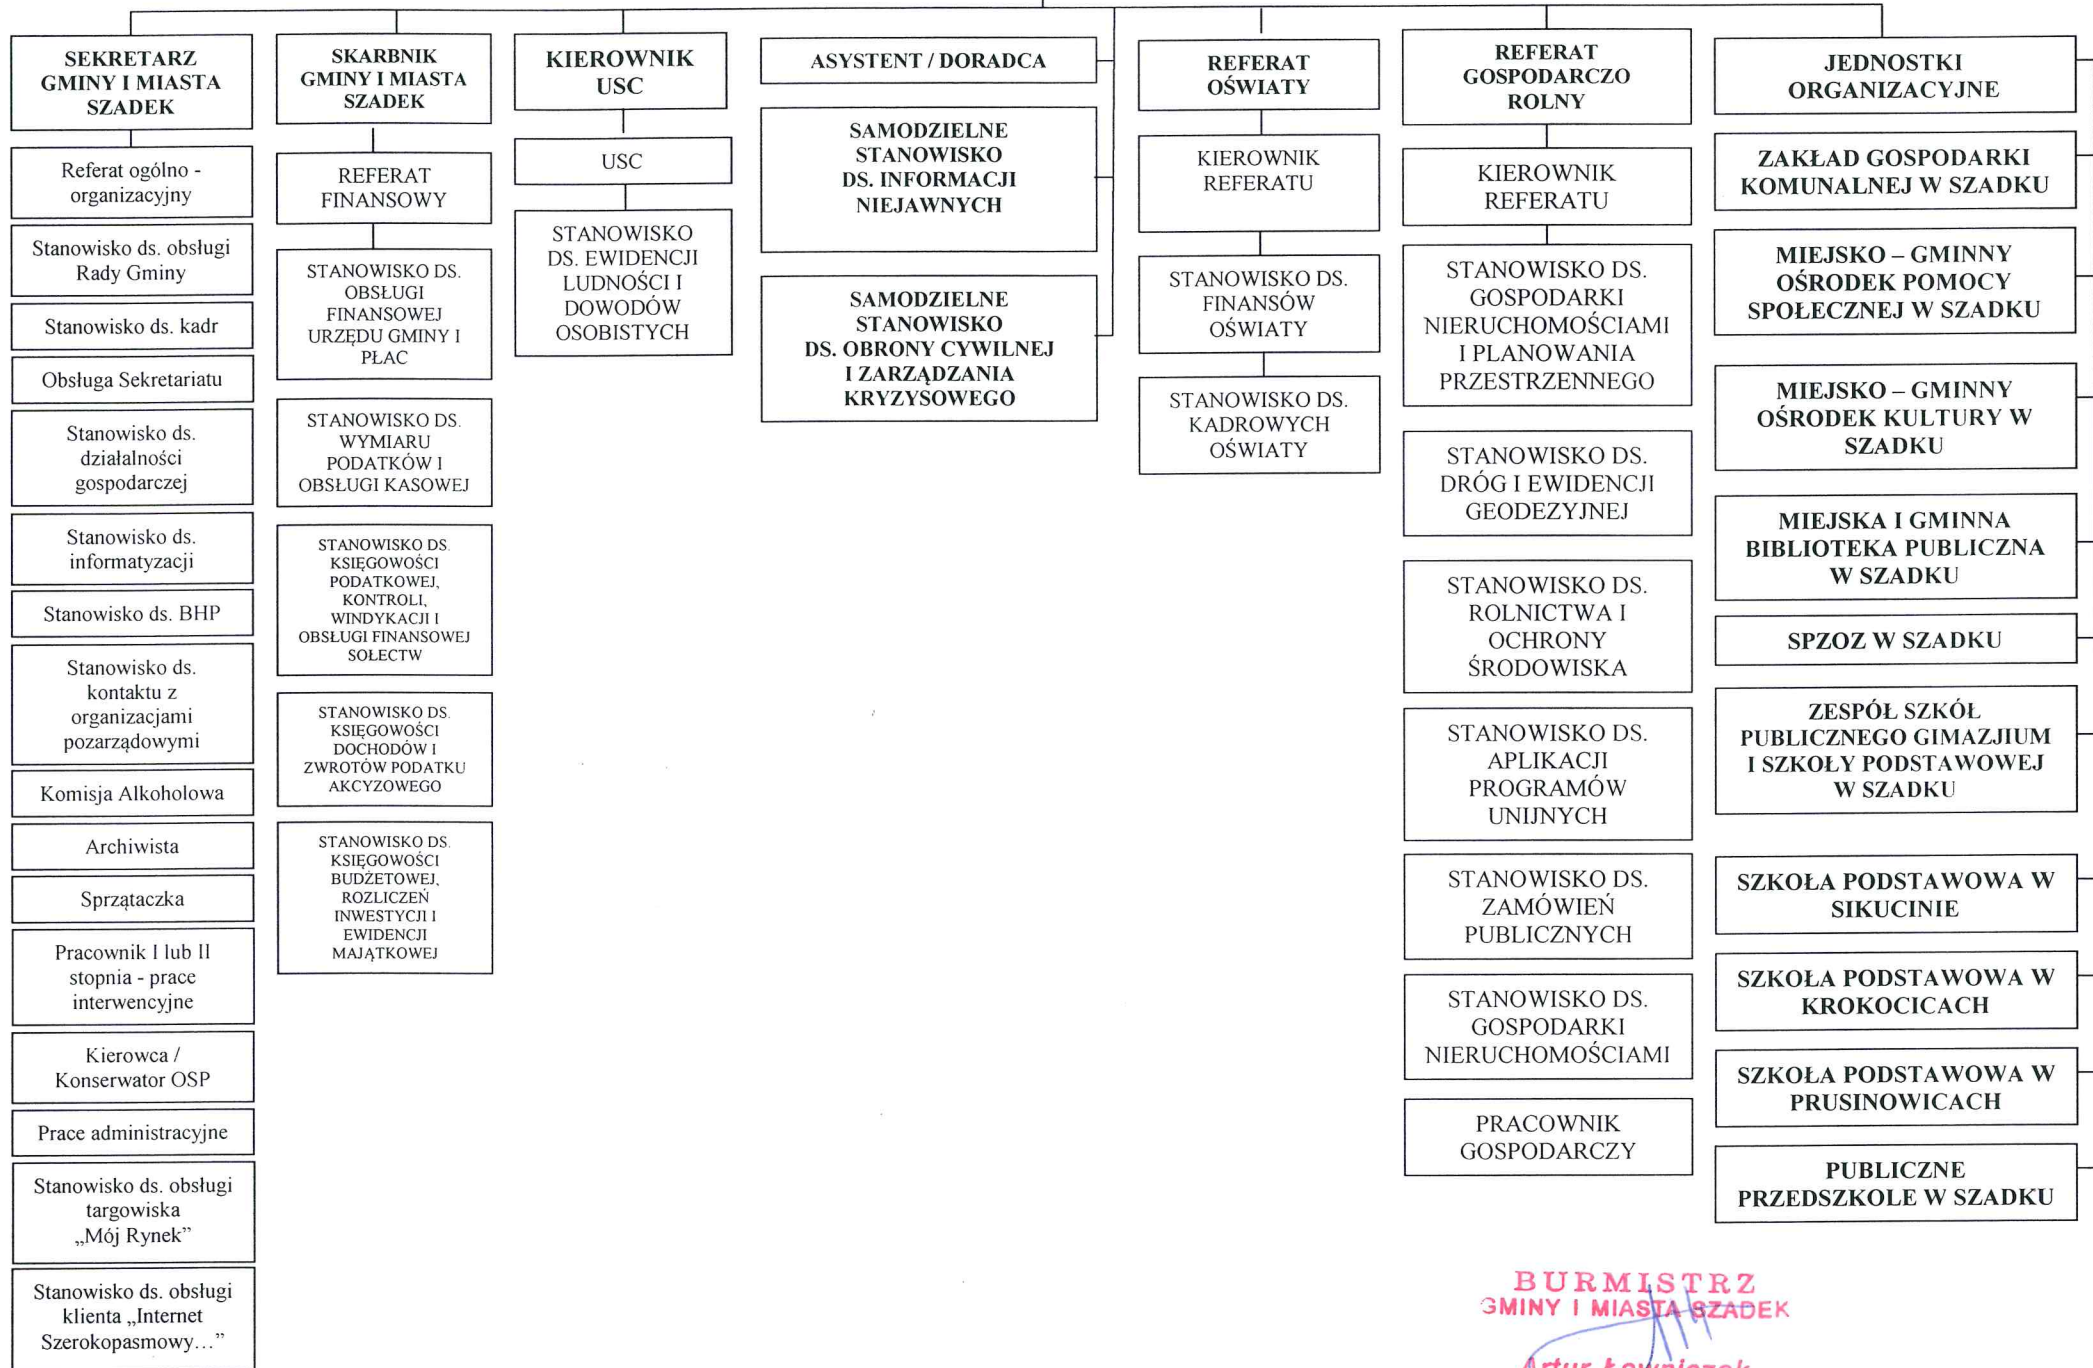 SEKRETARZ
GMINY I MIASTA
SZADEK
Referat ogólno -
organizacyjny
Stanowisko ds. obsługi
Rady Gminy
Stanowisko ds. kadr
Obsługa Sekretariatu
Stanowisko ds.
działalności
gospodarczej
Stanowisko ds.
informatyzacji
Stanowisko ds. BHP
Stanowisko ds.
kontaktu z
organizacjami
pozarządowymi
Komisja Alkoholowa
Archiwista
Sprzątaczka
Pracownik I lub II
stopnia - prace
interwencyjne
Kierowca /
Konserwator OSP
Prace administracyjne
Stanowisko ds. obsługi
targowiska
„Mój Rynek”
Stanowisko ds. obsługi
klienta „Internet
Szerokopasmowy…”
SKARBNIK
GMINY I MIASTA
SZADEK
REFERAT
FINANSOWY
STANOWISKO DS.
OBSŁUGI
FINANSOWEJ
URZĘDU GMINY I
PŁAC
STANOWISKO DS.
WYMIARU
PODATKÓW I
OBSŁUGI KASOWEJ
STANOWISKO DS.
KSIĘGOWOŚCI
PODATKOWEJ,
KONTROLI,
WINDYKACJI I
OBSŁUGI FINANSOWEJ
SOŁECTW
STANOWISKO DS.
KSIĘGOWOŚCI
DOCHODÓW I
ZWROTÓW PODATKU
AKCYZOWEGO
STANOWISKO DS.
KSIĘGOWOŚCI
BUDŻETOWEJ,
ROZLICZEŃ
INWESTYCJI I
EWIDENCJI
MAJĄTKOWEJ
KIEROWNIK
USC
USC
STANOWISKO
DS. EWIDENCJI
LUDNOŚCI I
DOWODÓW
OSOBISTYCH
ASYSTENT / DORADCA
SAMODZIELNE
STANOWISKO
DS. INFORMACJI
NIEJAWNYCH
SAMODZIELNE
STANOWISKO
DS. OBRONY CYWILNEJ
I ZARZĄDZANIA
KRYZYSOWEGO
REFERAT
OŚWIATY
KIEROWNIK
REFERATU
STANOWISKO DS.
FINANSÓW
OŚWIATY
STANOWISKO DS.
KADROWYCH
OŚWIATY
REFERAT
GOSPODARCZO
ROLNY
KIEROWNIK
REFERATU
STANOWISKO DS.
GOSPODARKI
NIERUCHOMOŚCIAMI
I PLANOWANIA
PRZESTRZENNEGO
STANOWISKO DS.
DRÓG I EWIDENCJI
GEODEZYJNEJ
STANOWISKO DS.
ROLNICTWA I
OCHRONY
ŚRODOWISKA
STANOWISKO DS.
APLIKACJI
PROGRAMÓW
UNIJNYCH
STANOWISKO DS.
ZAMÓWIEŃ
PUBLICZNYCH
STANOWISKO DS.
GOSPODARKI
NIERUCHOMOŚCIAMI
PRACOWNIK
GOSPODARCZY
JEDNOSTKI
ORGANIZACYJNE
ZAKŁAD GOSPODARKI
KOMUNALNEJ W SZADKU
MIEJSKO – GMINNY
OŚRODEK POMOCY
SPOŁECZNEJ W SZADKU
MIEJSKO – GMINNY
OŚRODEK KULTURY W
SZADKU
MIEJSKA I GMINNA
BIBLIOTEKA PUBLICZNA
W SZADKU
SPZOZ W SZADKU
ZESPÓŁ SZKÓŁ
PUBLICZNEGO GIMAZJIUM
I SZKOŁY PODSTAWOWEJ
W SZADKU
SZKOŁA PODSTAWOWA W
SIKUCINIE
SZKOŁA PODSTAWOWA W
KROKOCICACH
SZKOŁA PODSTAWOWA W
PRUSINOWICACH
PUBLICZNE
PRZEDSZKOLE W SZADKU
BURMISTRZ
GMINY I MIASTA SZADEK
Artur Ławniczak